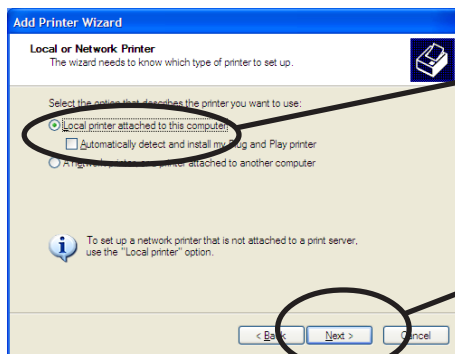 Add Printer Wizard
Local or Network Printer
The wizard needs to know which type of printer to set up.
Select the option that describes the printer you want to use:
Local printer attached to this computer
Automatically detect and install my Plug and Play printer
A network printer, or a printer attached to another computer
To set up a network printer that is not attached to a print server,
use the "Local printer" option.
< Back Next > Cancel